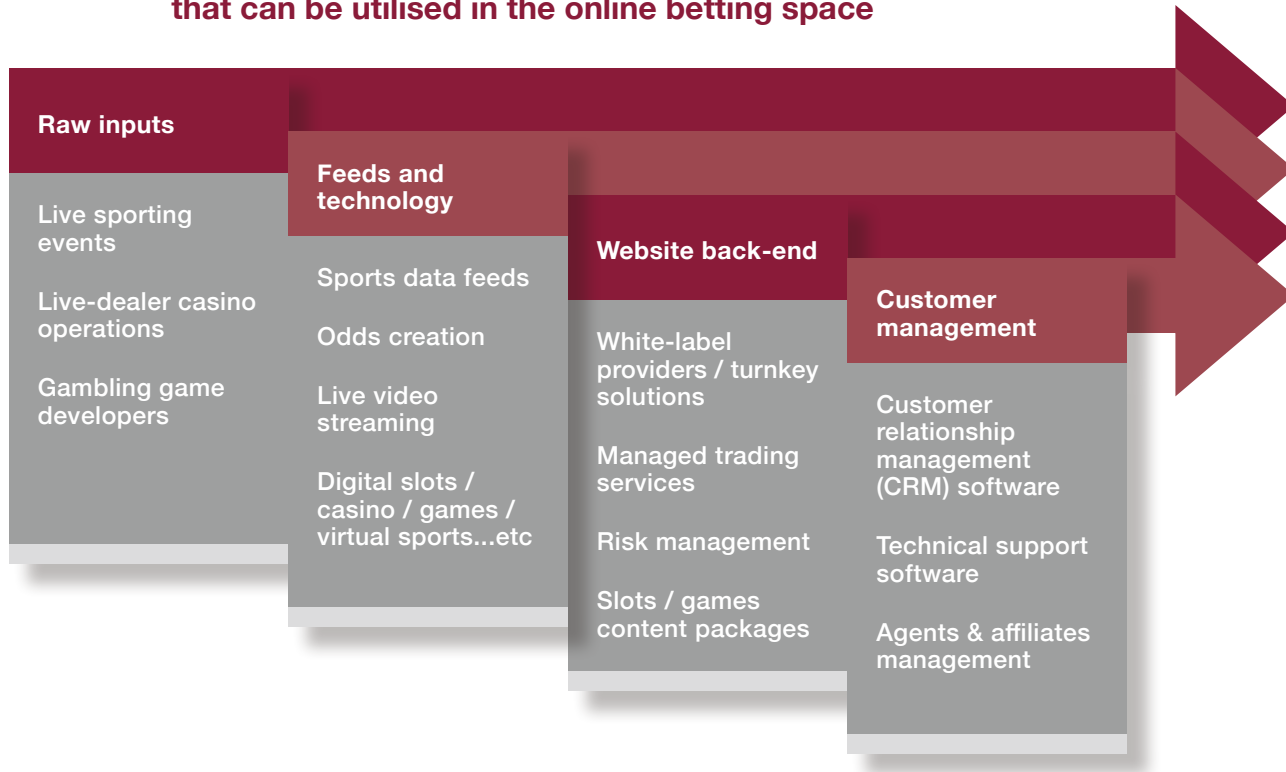 that can be utilised in the online betting space
Raw inputs
Live sporting
events
Live-dealer casino
operations
Gambling game
developers
Feeds and
technology
Sports data feeds
Odds creation
Live video
streaming
Digital slots /
casino / games /
virtual sports...etc
Website back-end
White-label
providers / turnkey
solutions
Managed trading
services
Risk management
Slots / games
content packages
Customer
management
Customer
relationship
management
(CRM) software
Technical support
software
Agents & affiliates
management